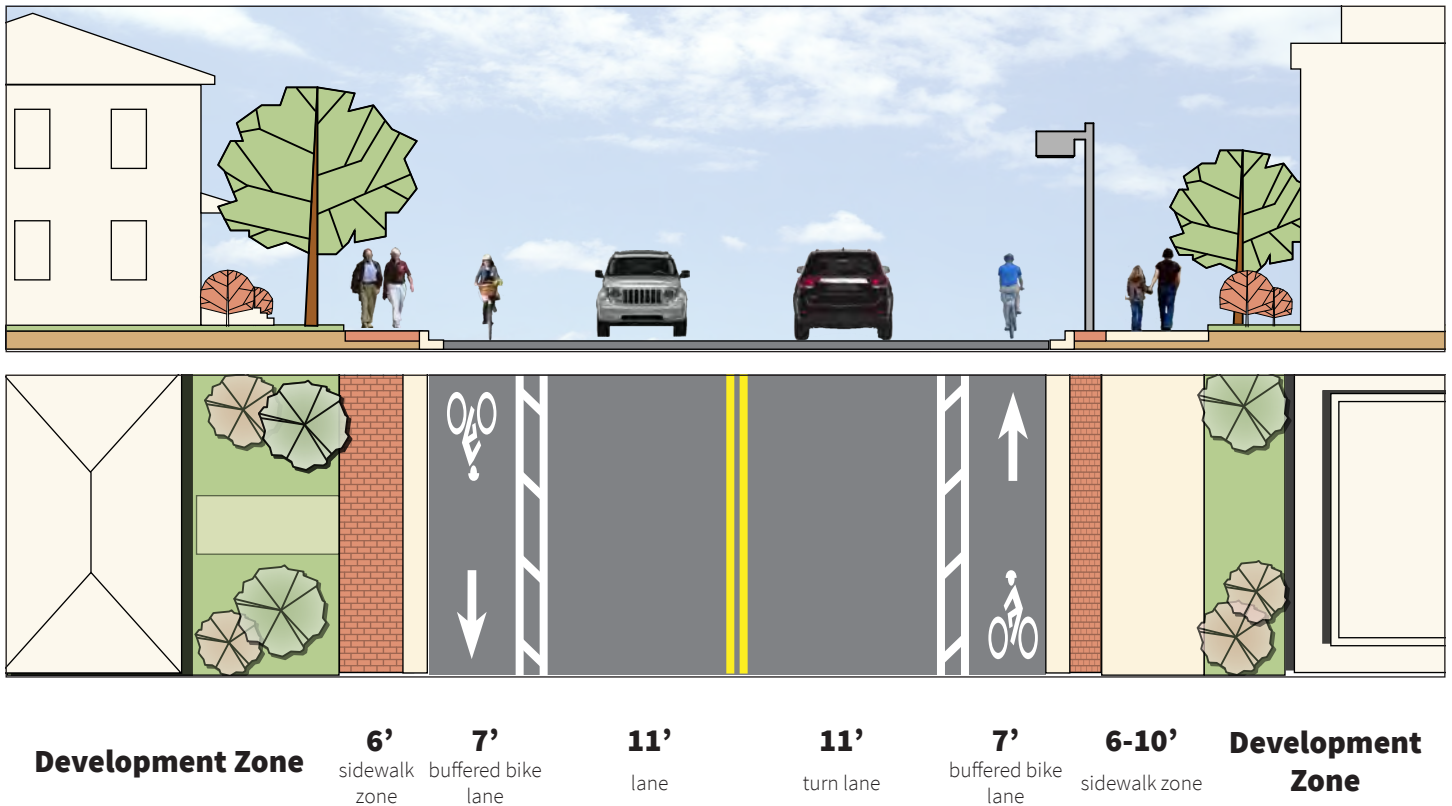 Development Zone
6’
sidewalk
zone
7’
buffered bike
lane
11’
lane
11’
turn lane
7’
buffered bike
lane
6-10’
sidewalk zone
Development
Zone